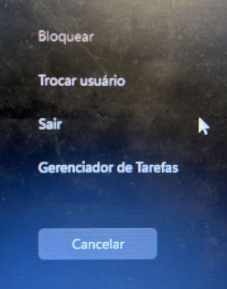 Bloquear
Trocar usuário
Sair
Gerenciador de Tarefas
Cancelar